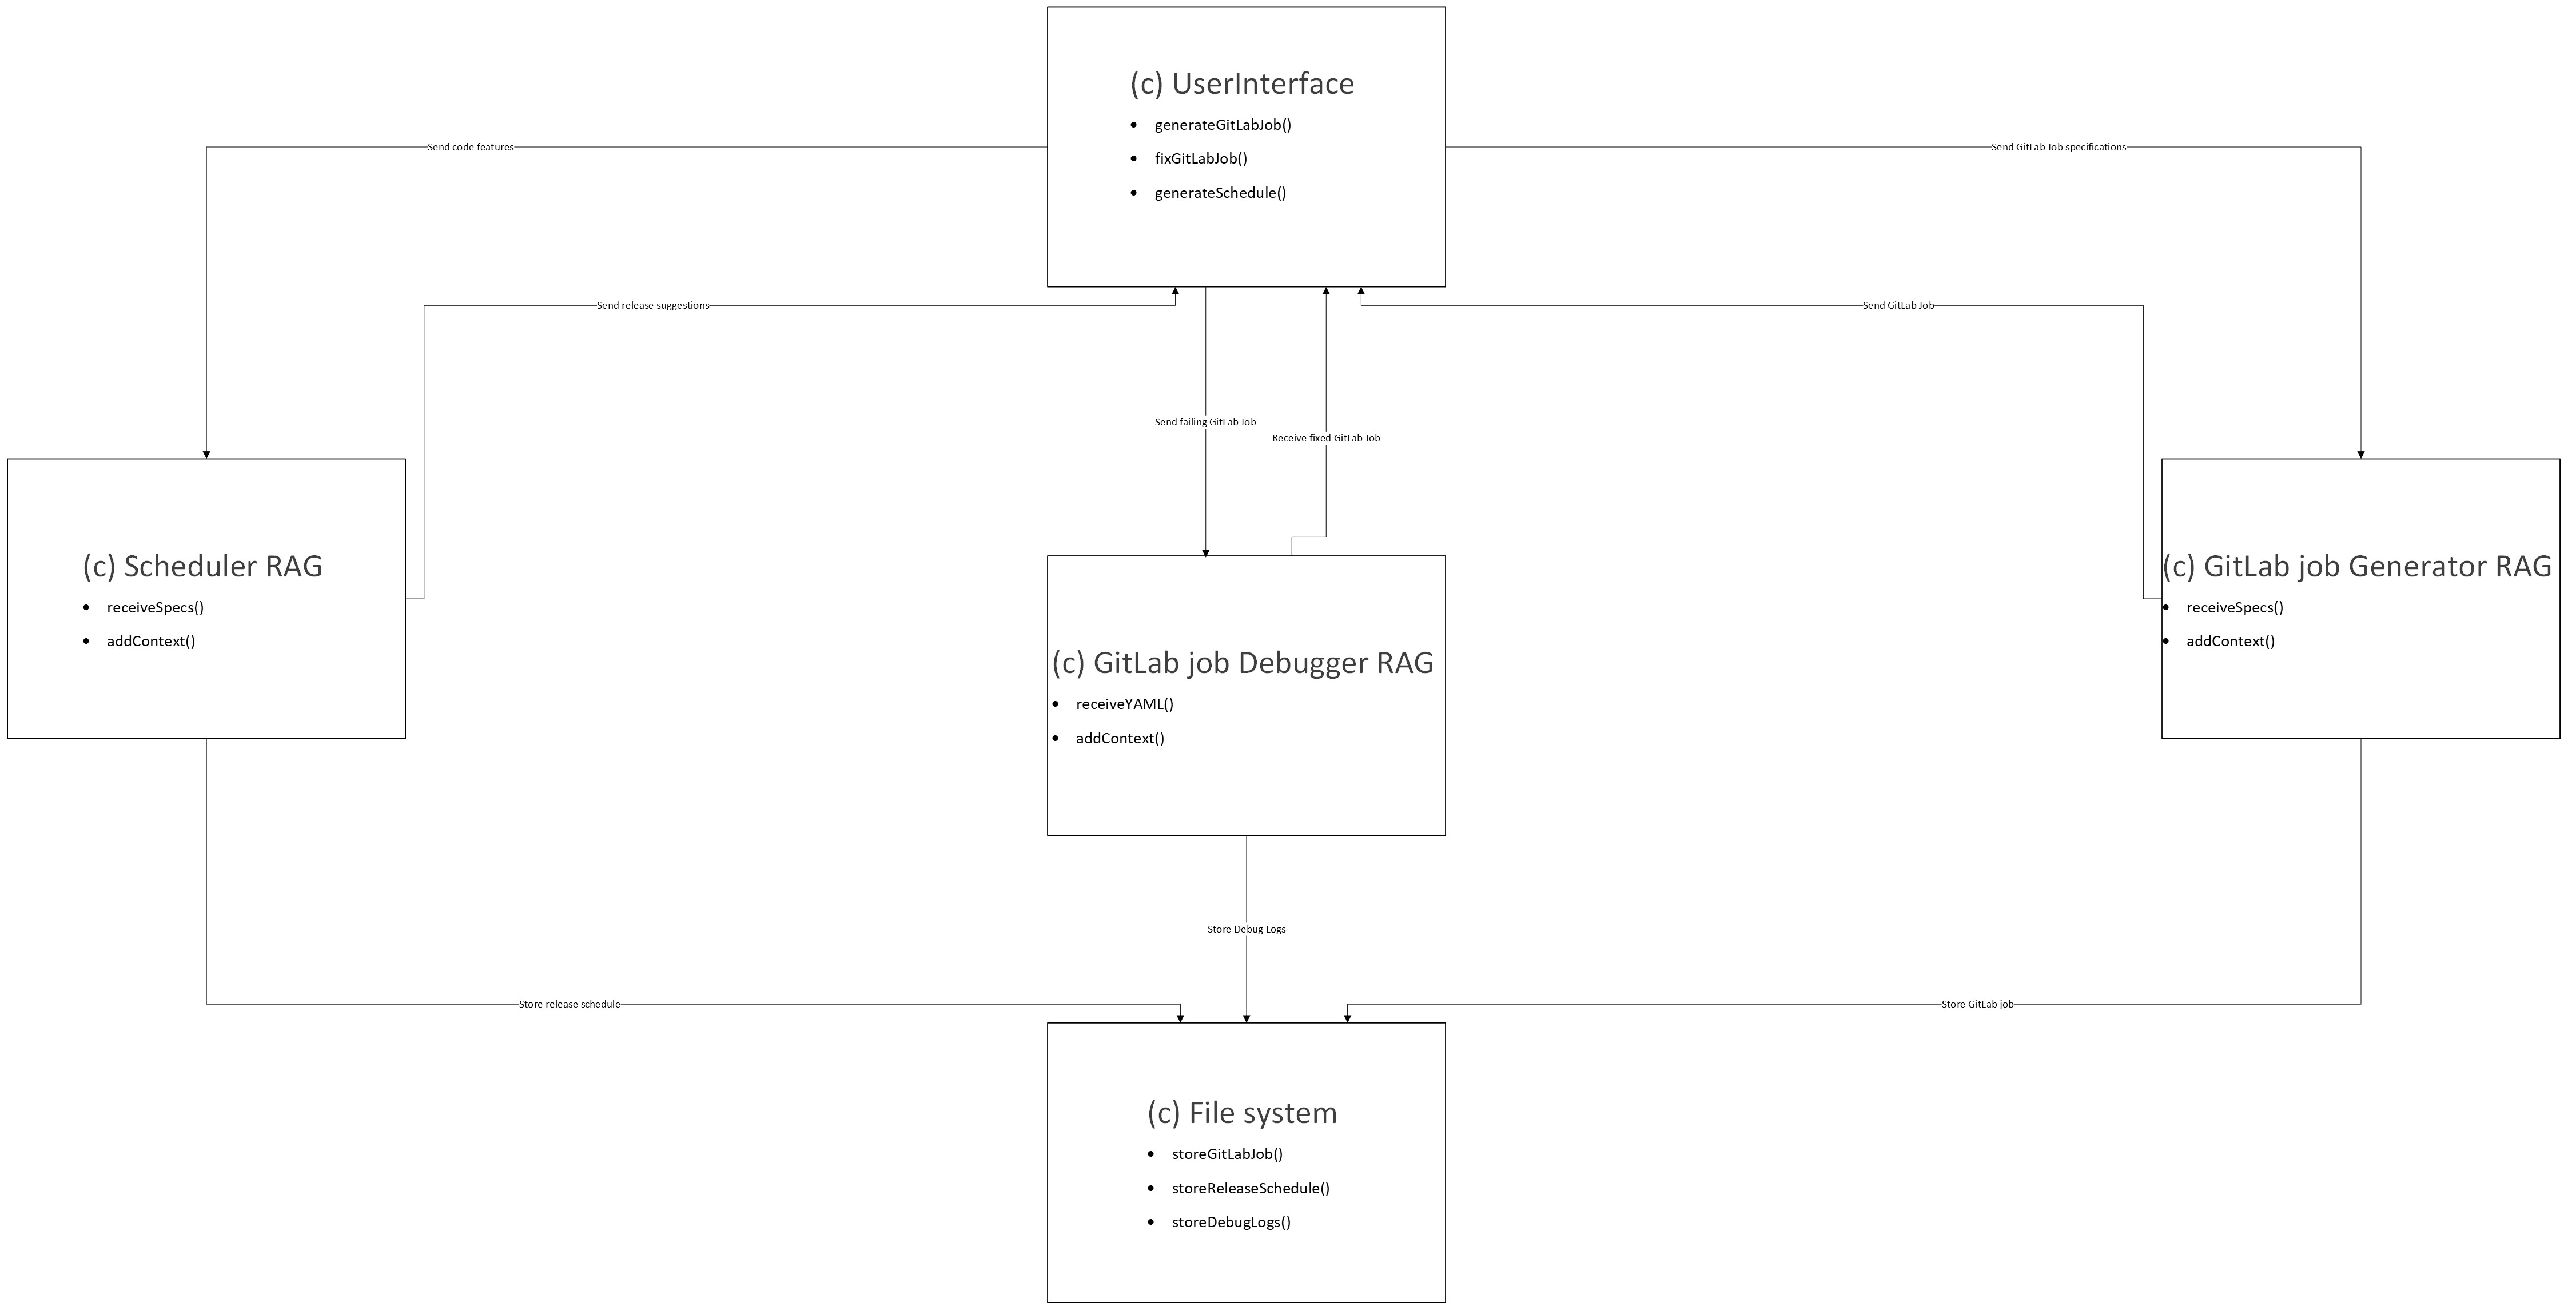 (c) UserInterface
• generateGitLabJob()
• fixGitLabJob()
• generateSchedule()
Send code features
Send GitLab Job specifications
Send release suggestions
Send GitLab Job
Send failing GitLab Job
Receive fixed GitLab Job
(c) Scheduler RAG
• receiveSpecs()
• addContext()
(c) GitLab job Debugger RAG
• receiveYAML()
• addContext()
(c) GitLab job Generator RAG
• receiveSpecs()
• addContext()
Store Debug Logs
Store release schedule
Store GitLab job
(c) File system
• storeGitLabJob()
• storeReleaseSchedule()
• storeDebugLogs()